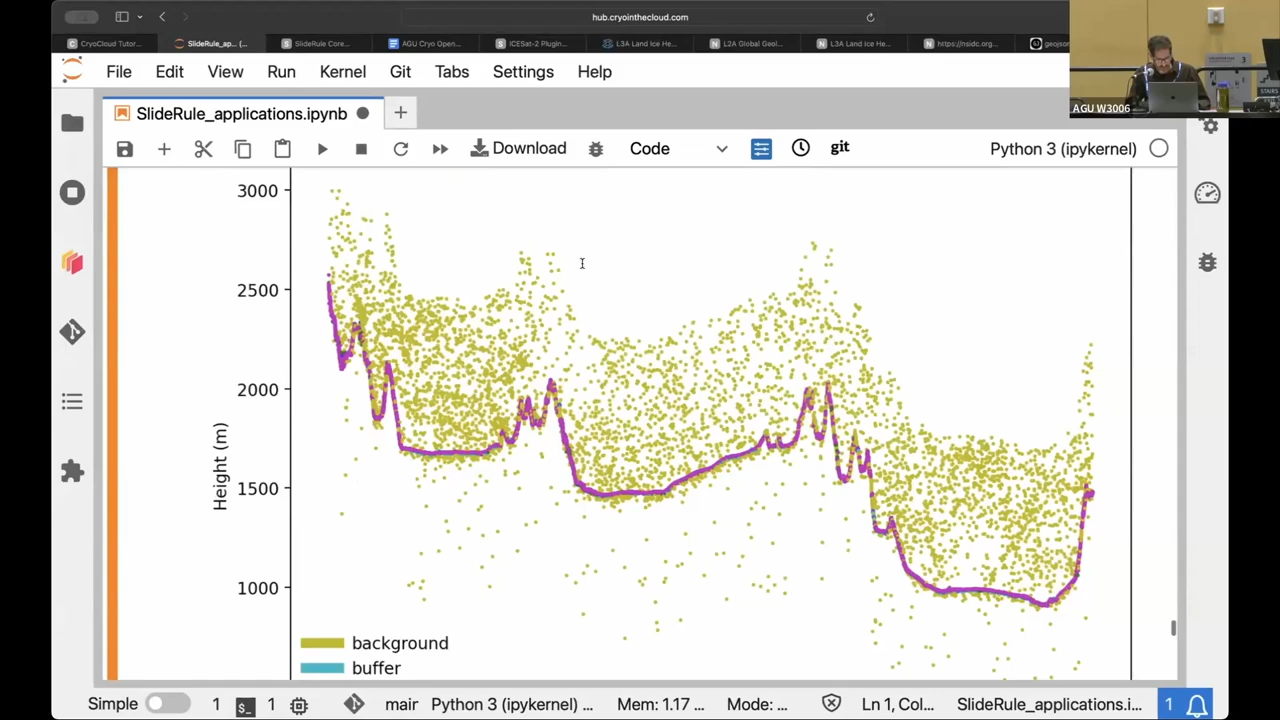 hub.cryointhecloud.com
CryoCloud Tutor...
SlideRule_ap... (
SlideRule Core...
AGU Cryo Open...
ICESat-2 Plugin...
L3A Land Ice He...
L2A Global Geol...
L3A Land Ice He...
https://nsidc.org...
geojson
File Edit View Run Kernel Git Tabs Settings Help
AGU W3006
STAIRS
SlideRule_applications.ipynb
Download
Code
git
Python 3 (ipykernel)
3000
2500
2000
1500
1000
Height (m)
background
buffer
Simple 1 $_ 1 mair Python 3 (ipykernel) ... Mem: 1.17 ... Mode: ... Ln 1, Col... SlideRule_applications.i... 1